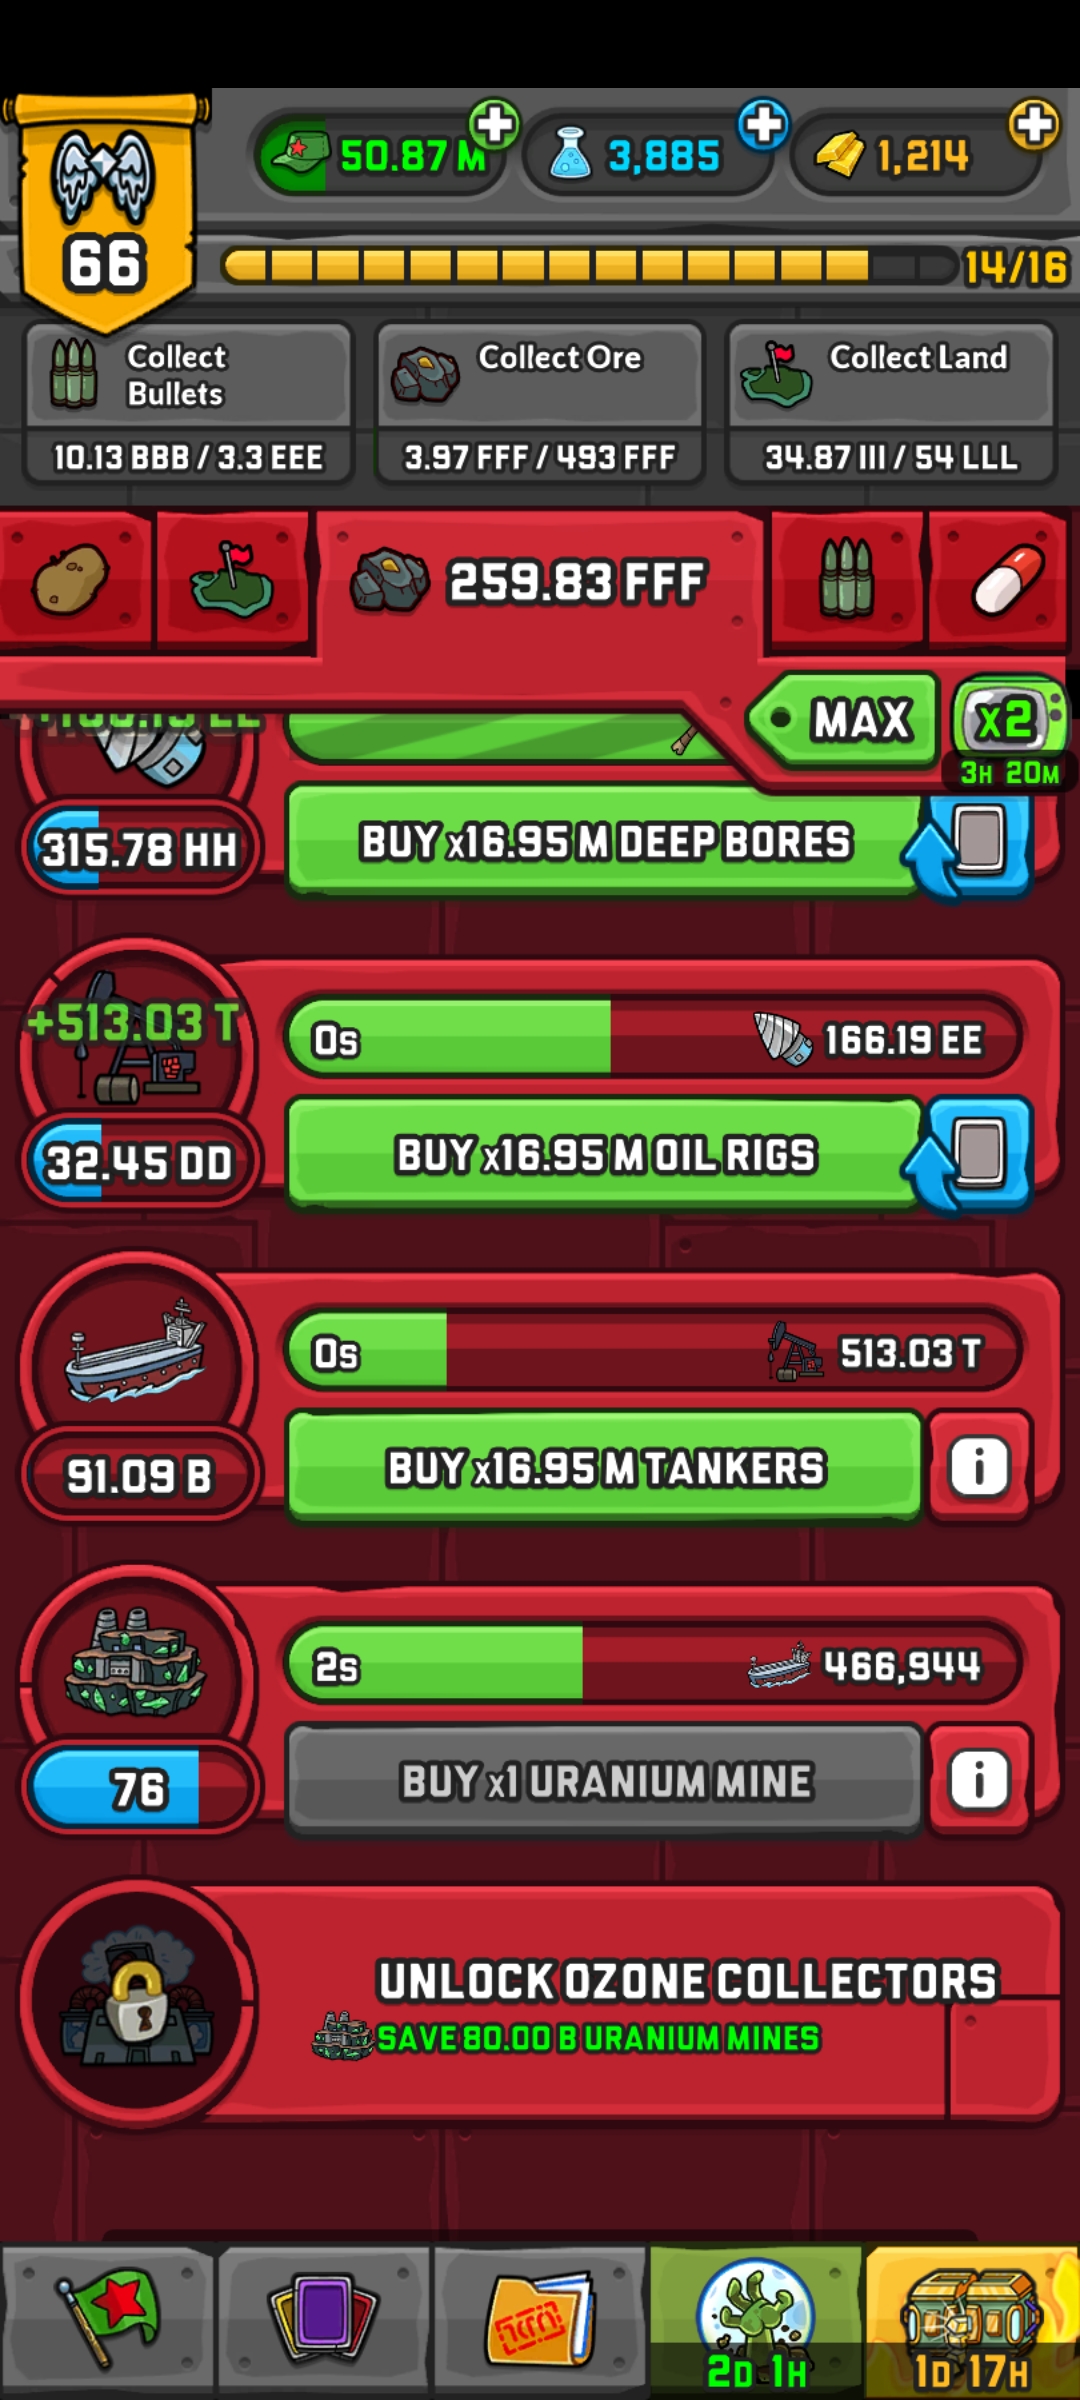 50.87 M
3,885
1,214
66
14/16
Collect
Bullets
10.13 BBB / 3.3 EEE
Collect Ore
3.97 FFF / 493 FFF
Collect Land
34.87 III / 54 LLL
259.83 FFF
MAX
x2
3H 20M
315.78 HH
BUY x16.95 M DEEP BORES
+513.03 T
0s
166.19 EE
32.45 DD
BUY x16.95 M OIL RIGS
0s
513.03 T
91.09 B
BUY x16.95 M TANKERS
i
2s
466,944
76
BUY x1 URANIUM MINE
i
UNLOCK OZONE COLLECTORS
SAVE 80.00 B URANIUM MINES
2D 1H
1D 17H